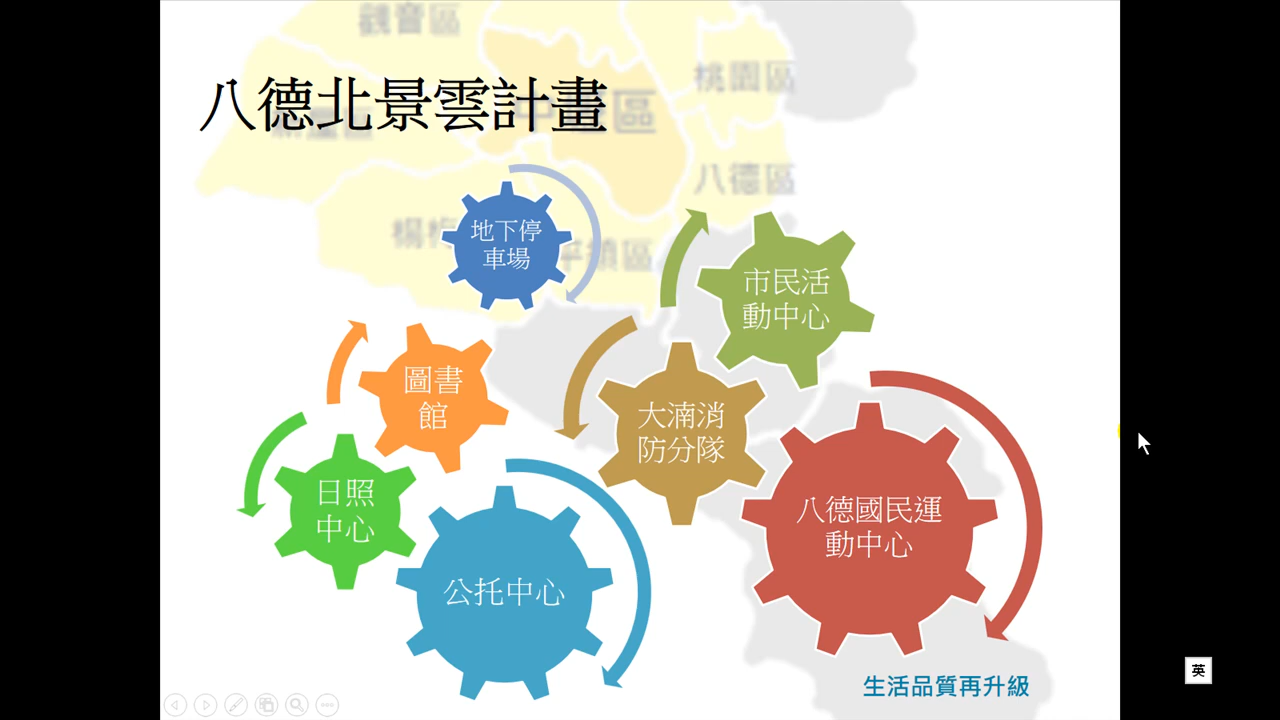 觀音區
桃園區
八德北景雲計畫
八德區
地下停
車場
平鎮區
市民活
動中心
圖書
館
大湳消
防分隊
日照
中心
八德國民運
動中心
公托中心
生活品質再升級
英